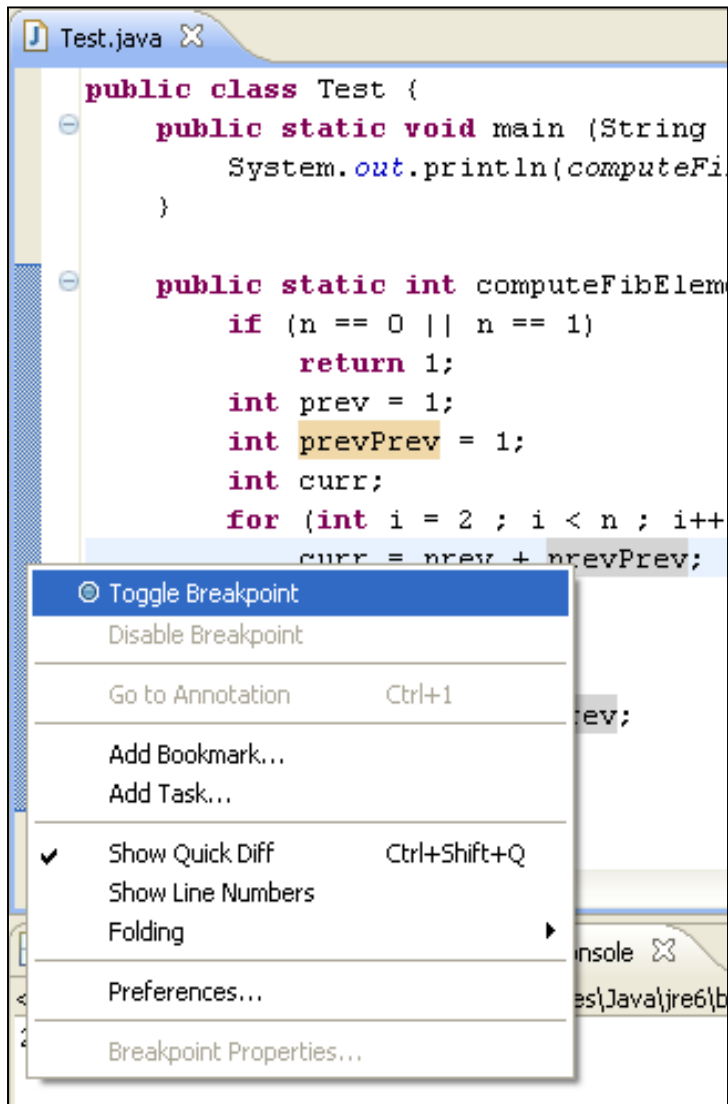 Test.java
public class Test {
public static void main (String
System.out.println(computeFi
}
public static int computeFibEleme
if (n == 0 || n == 1)
return 1;
int prev = 1;
int prevPrev = 1;
int curr;
for (int i = 2 ; i < n ; i++
curr = prev + prevPrev;
Toggle Breakpoint
Disable Breakpoint
Go to Annotation Ctrl+1
ev;
Add Bookmark...
Add Task...
Show Quick Diff Ctrl+Shift+Q
Show Line Numbers
Folding
nsole
Preferences...
es\Java\jre6\b
Breakpoint Properties...